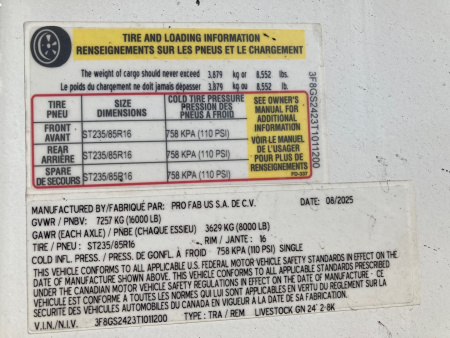 TIRE AND LOADING INFORMATION
RENSEIGNEMENTS SUR LES PNEUS ET LE CHARGEMENT
The weight of cargo should never exceed 3,879 kg or 8,552 lbs.
Le poids du chargement ne doit jamais dépasser 3,879 kg ou 8,552 lb.
TIRE PNEU SIZE DIMENSIONS COLD TIRE PRESSURE PRESSION DES PNEUS A FROID
FRONT AVANT ST235/85R16 758 KPA (110 PSI)
REAR ARRIÈRE ST235/85R16 758 KPA (110 PSI)
SPARE DE SECOURS ST235/85R16 758 KPA (110 PSI)
SEE OWNER'S
MANUAL FOR
ADDITIONAL
INFORMATION
VOIR LE MANUEL
DE L'USAGER
POUR PLUS DE
RENSEIGNEMENTS
3F8GS2423T1011200
MANUFACTURED BY/FABRIQUÉ PAR: PRO FAB US S.A. DE C.V. DATE: 08/2025
GVWR / PNBV: 7257 KG (16000 LB)
GAWR (EACH AXLE) / PNBE (CHAQUE ESSIEU) 3629 KG (8000 LB)
TIRE / PNEU : ST235/85R16 RIM / JANTE : 16
COLD INFL. PRESS. / PRESS. DE GONFL. À FROID 758 KPA (110 PSI) SINGLE
THIS VEHICLE CONFORMS TO ALL APPLICABLE U.S. FEDERAL MOTOR VEHICLE SAFETY STANDARDS IN EFFECT ON THE
DATE OF MANUFACTURE SHOWN ABOVE. THIS VEHICLE CONFORMS TO ALL APPLICABLE STANDARDS PRESCRIBED
UNDER THE CANADIAN MOTOR VEHICLE SAFETY REGULATIONS IN EFFECT ON THE DATE OF MANUFACTURE - CE
VÉHICULE EST CONFORME A TOUTES LES NORMES QUI LUI SONT APPLICABLES EN VERTU DU RÈGLEMENT SUR LA
SÉCURITÉ DES VÉHICULES AUTOMOBILES DU CANADA EN VIGUEUR A LA DATE DE SA FABRICATION.
V.I.N./N.I.V. 3F8GS2423T1011200 TYPE : TRA / REM LIVESTOCK GN 24' 2-8K